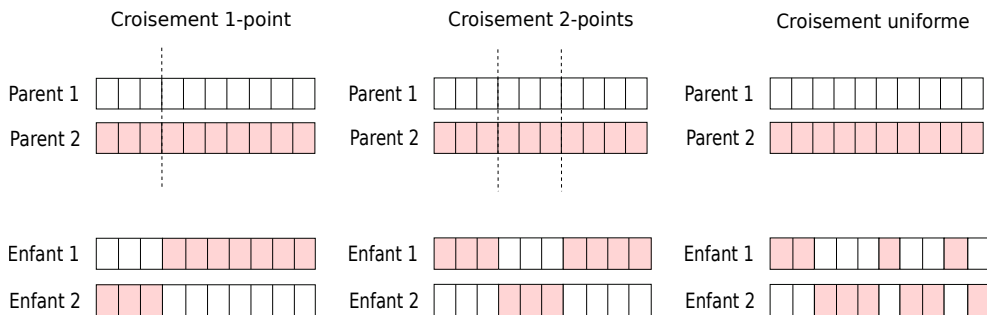 Croisement 1-point
Croisement 2-points
Croisement uniforme
Parent 1
Parent 1
Parent 1
Parent 2
Parent 2
Parent 2
Enfant 1
Enfant 1
Enfant 1
Enfant 2
Enfant 2
Enfant 2